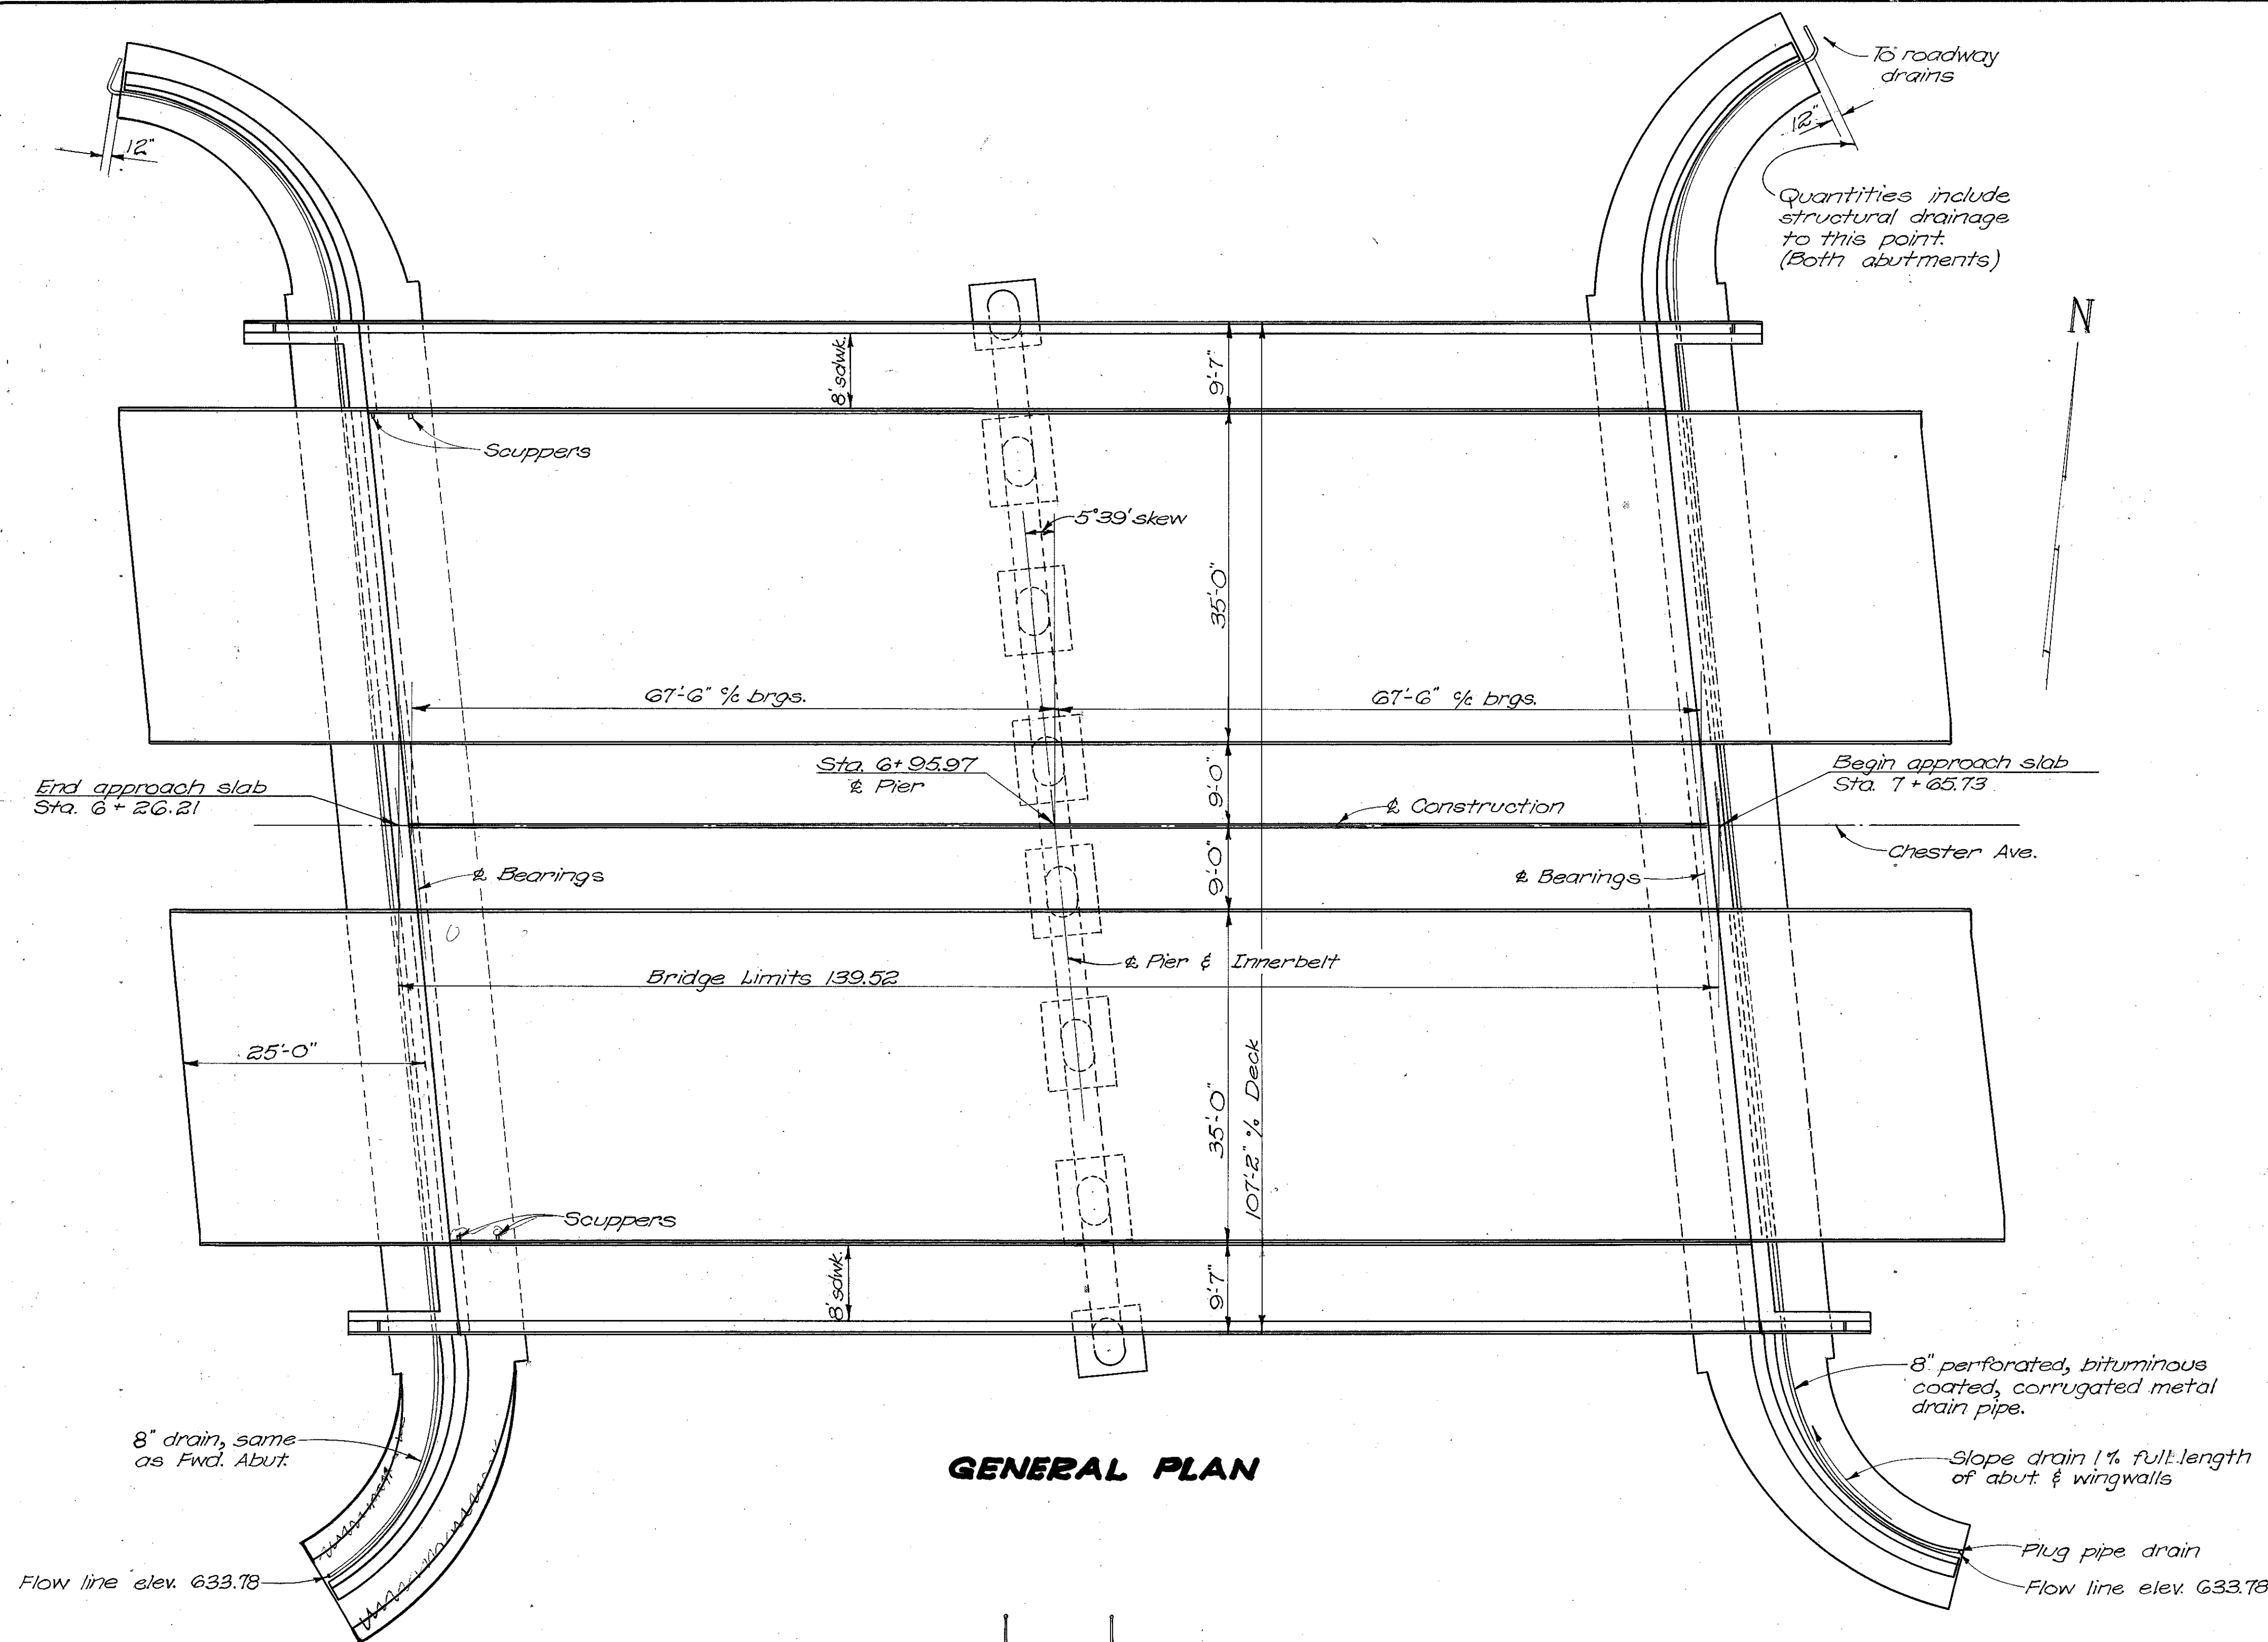 To roadway
drains
12"
12"
Quantities include
structural drainage
to this point.
(Both abutments)
N
8' sdwk.
9'-7"
Scuppers
5°39' skew
35'-0"
67'-6" c/c brgs.
67'-6" c/c brgs.
End approach slab
Sta. 6 + 26.21
Sta. 6+95.97
℄ Pier
9'-0"
℄ Construction
Begin approach slab
Sta. 7 + 65.73
Chester Ave.
℄ Bearings
9'-0"
℄ Bearings
℄ Pier & Innerbelt
Bridge Limits 139.52
25'-0"
35'-0"
107'-2" o/o Deck
Scuppers
8' sdwk.
9'-7"
8" perforated, bituminous
coated, corrugated metal
drain pipe.
8" drain, same
as Fwd. Abut.
GENERAL PLAN
Slope drain 1% full length
of abut. & wingwalls
Plug pipe drain
Flow line elev. 633.78
Flow line elev. 633.78